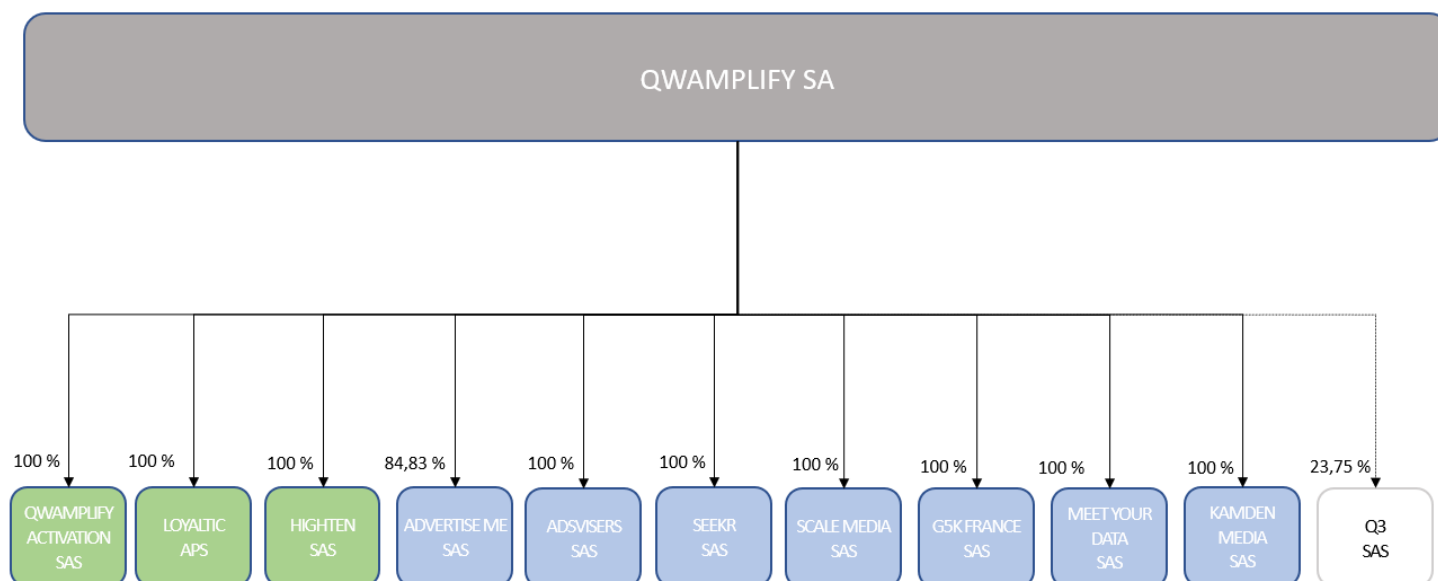 QWAMPLIFY SA
100 %
100 %
100 %
84,83 %
100 %
100 %
100 %
100 %
100 %
100 %
23,75 %
QWAMPLIFY
ACTIVATION
SAS
LOYALTIC
APS
HIGHTEN
SAS
ADVERTISE ME
SAS
ADSVISERS
SAS
SEEKR
SAS
SCALE MEDIA
SAS
G5K FRANCE
SAS
MEET YOUR
DATA
SAS
KAMDEN
MEDIA
SAS
Q3
SAS